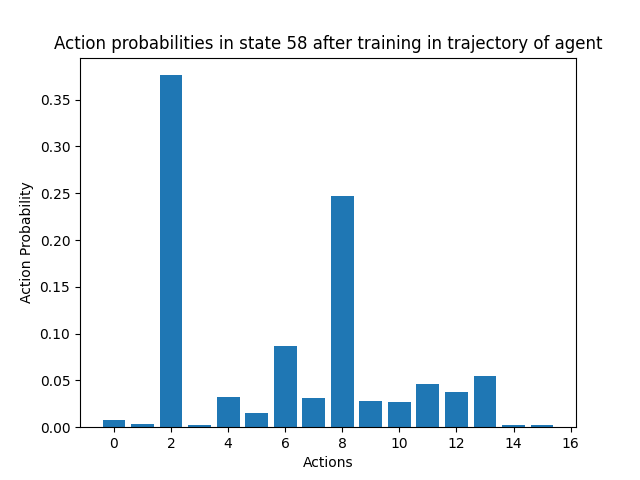 Action probabilities in state 58 after training in trajectory of agent
0.35
0.30
0.25
0.20
0.15
0.10
0.05
0.00
Action Probability
0 2 4 6 8 10 12 14 16
Actions